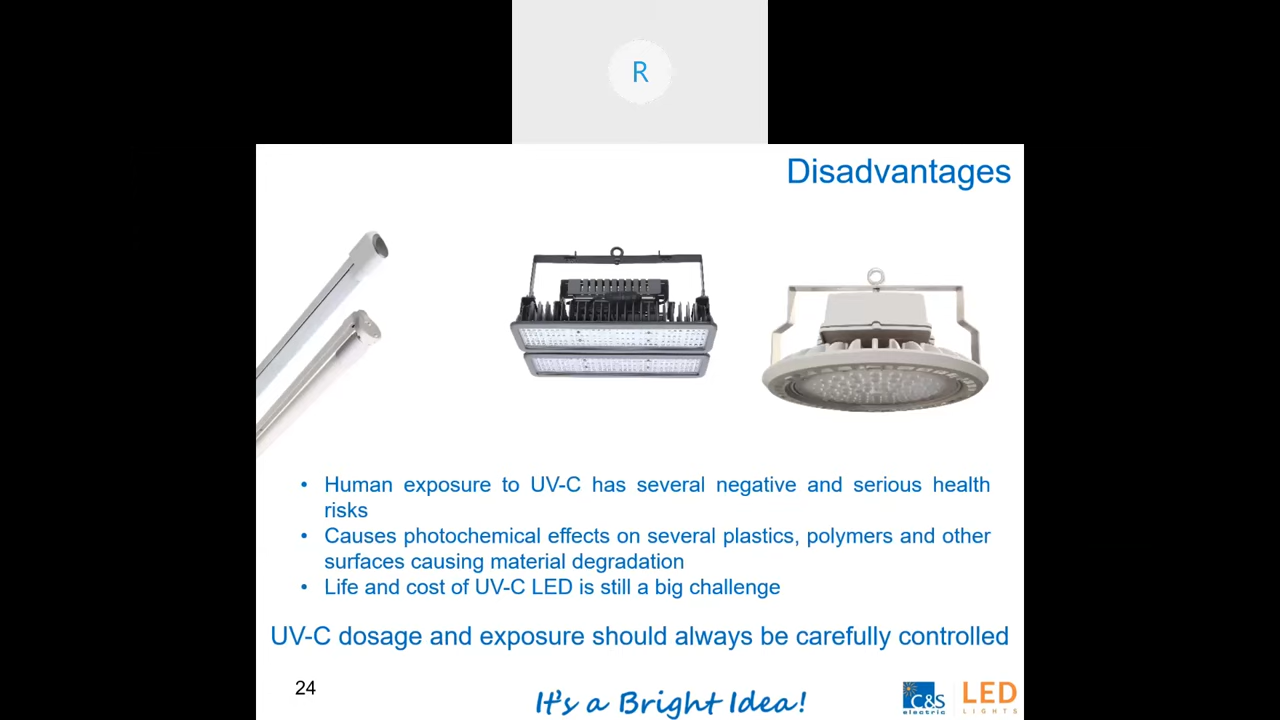 R
Disadvantages
• Human exposure to UV-C has several negative and serious health
risks
• Causes photochemical effects on several plastics, polymers and other
surfaces causing material degradation
• Life and cost of UV-C LED is still a big challenge
UV-C dosage and exposure should always be carefully controlled
24
It's a Bright Idea!
C&S
electric
LED
LIGHTS